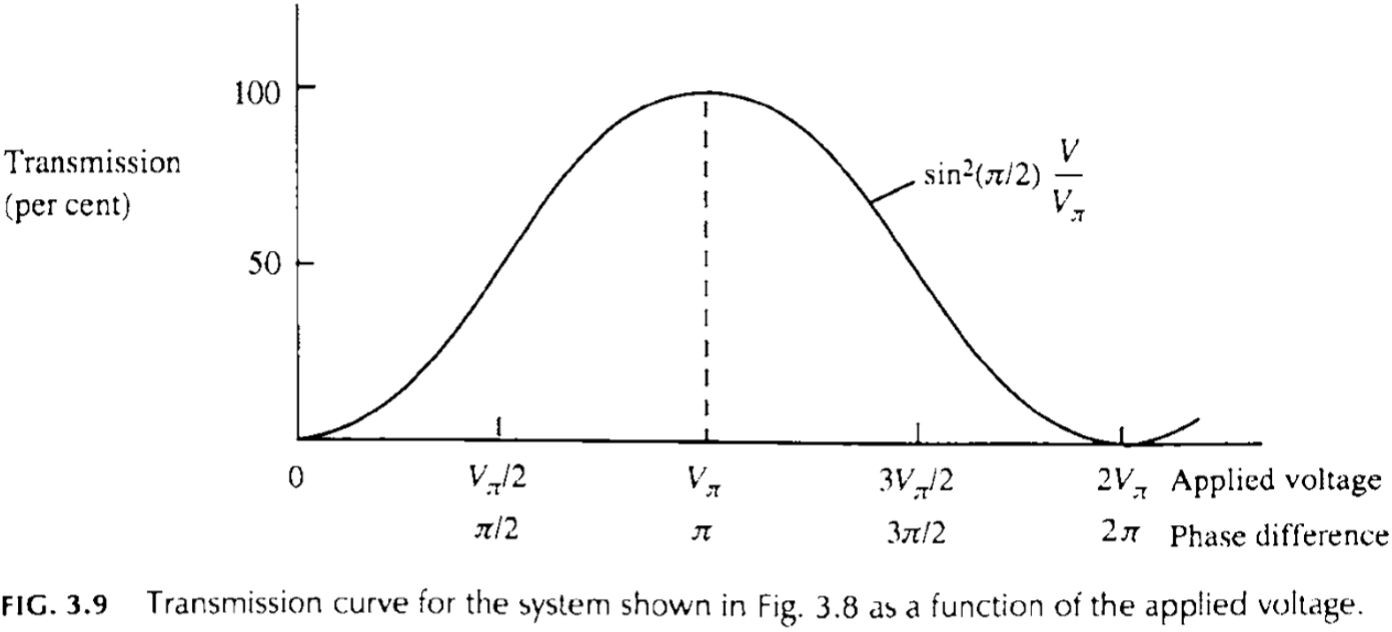 100
Transmission
(per cent)
sin²(π/2) V/V_π
50
0 V_π/2 V_π 3V_π/2 2V_π Applied voltage
π/2 π 3π/2 2π Phase difference
FIG. 3.9 Transmission curve for the system shown in Fig. 3.8 as a function of the applied voltage.